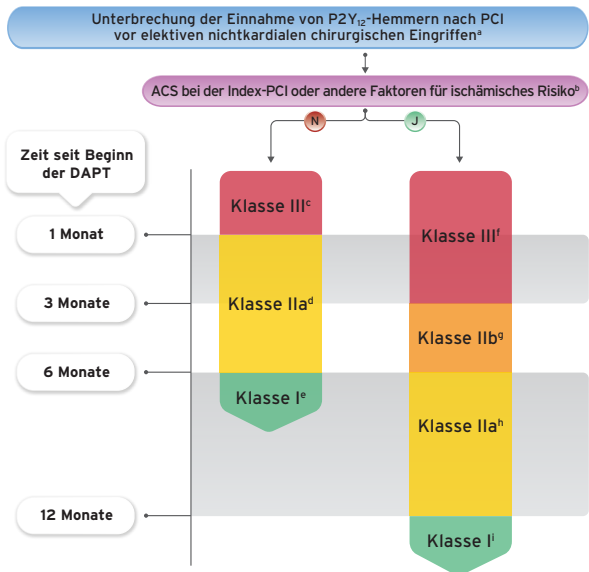 Unterbrechung der Einnahme von P2Y₁₂-Hemmern nach PCI
vor elektiven nichtkardialen chirurgischen Eingriffenᵃ
ACS bei der Index-PCI oder andere Faktoren für ischämisches Risikoᵇ
N
J
Zeit seit Beginn
der DAPT
Klasse IIIᶜ
Klasse IIIᶠ
1 Monat
Klasse IIaᵈ
3 Monate
Klasse IIbᵍ
6 Monate
Klasse Iᵉ
Klasse IIaʰ
12 Monate
Klasse Iⁱ